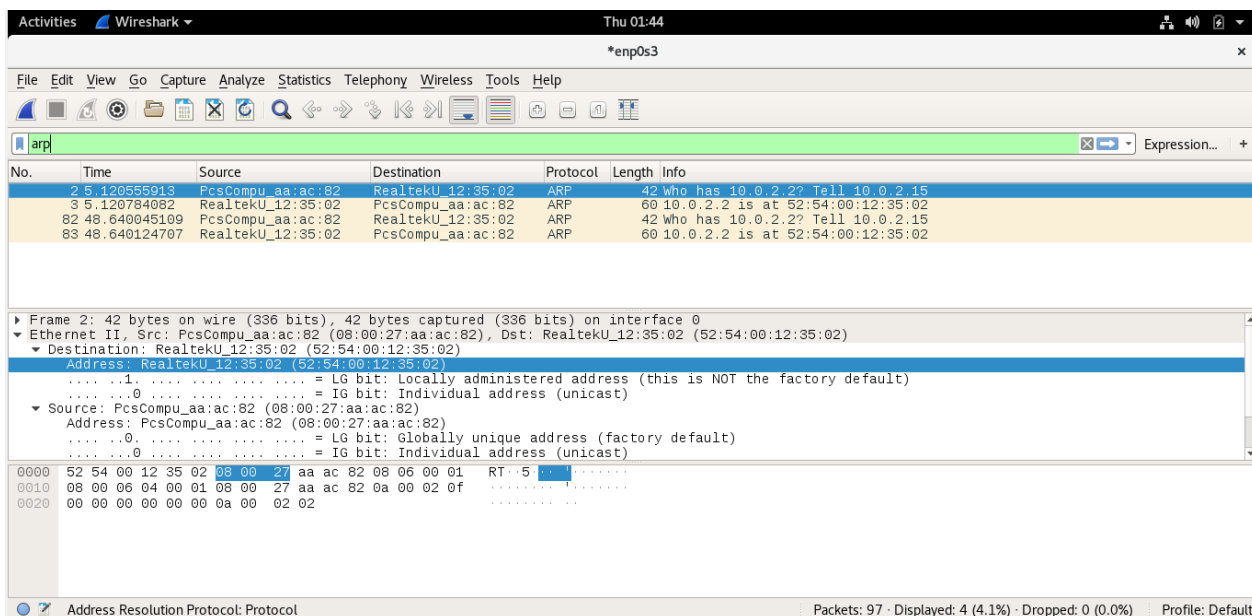 Activities Wireshark Thu 01:44
*enp0s3 ×
File Edit View Go Capture Analyze Statistics Telephony Wireless Tools Help
arp Expression... +
No. Time Source Destination Protocol Length Info
2 5.120555913 PcsCompu_aa:ac:82 RealtekU_12:35:02 ARP 42 Who has 10.0.2.2? Tell 10.0.2.15
3 5.120784082 RealtekU_12:35:02 PcsCompu_aa:ac:82 ARP 60 10.0.2.2 is at 52:54:00:12:35:02
82 48.640045109 PcsCompu_aa:ac:82 RealtekU_12:35:02 ARP 42 Who has 10.0.2.2? Tell 10.0.2.15
83 48.640124707 RealtekU_12:35:02 PcsCompu_aa:ac:82 ARP 60 10.0.2.2 is at 52:54:00:12:35:02
Frame 2: 42 bytes on wire (336 bits), 42 bytes captured (336 bits) on interface 0
Ethernet II, Src: PcsCompu_aa:ac:82 (08:00:27:aa:ac:82), Dst: RealtekU_12:35:02 (52:54:00:12:35:02)
Destination: RealtekU_12:35:02 (52:54:00:12:35:02)
Address: RealtekU_12:35:02 (52:54:00:12:35:02)
.... ..1. .... .... .... .... = LG bit: Locally administered address (this is NOT the factory default)
.... ...0 .... .... .... .... = IG bit: Individual address (unicast)
Source: PcsCompu_aa:ac:82 (08:00:27:aa:ac:82)
Address: PcsCompu_aa:ac:82 (08:00:27:aa:ac:82)
.... ..0. .... .... .... .... = LG bit: Globally unique address (factory default)
.... ...0 .... .... .... .... = IG bit: Individual address (unicast)
0000 52 54 00 12 35 02 08 00 27 aa ac 82 08 06 00 01 RT··5··· '·······
0010 08 00 06 04 00 01 08 00 27 aa ac 82 0a 00 02 0f ········ '·······
0020 00 00 00 00 00 00 0a 00 02 02 ········ ··
Address Resolution Protocol: Protocol Packets: 97 · Displayed: 4 (4.1%) · Dropped: 0 (0.0%) Profile: Default